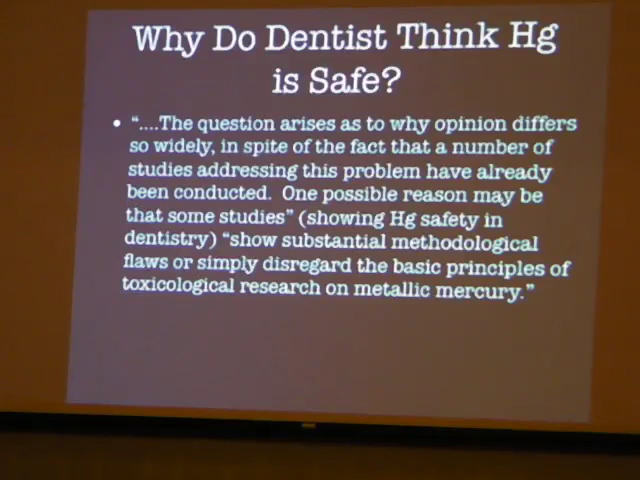 Why Do Dentist Think Hg
is Safe?
• "....The question arises as to why opinion differs
so widely, in spite of the fact that a number of
studies addressing this problem have already
been conducted. One possible reason may be
that some studies" (showing Hg safety in
dentistry) "show substantial methodological
flaws or simply disregard the basic principles of
toxicological research on metallic mercury."